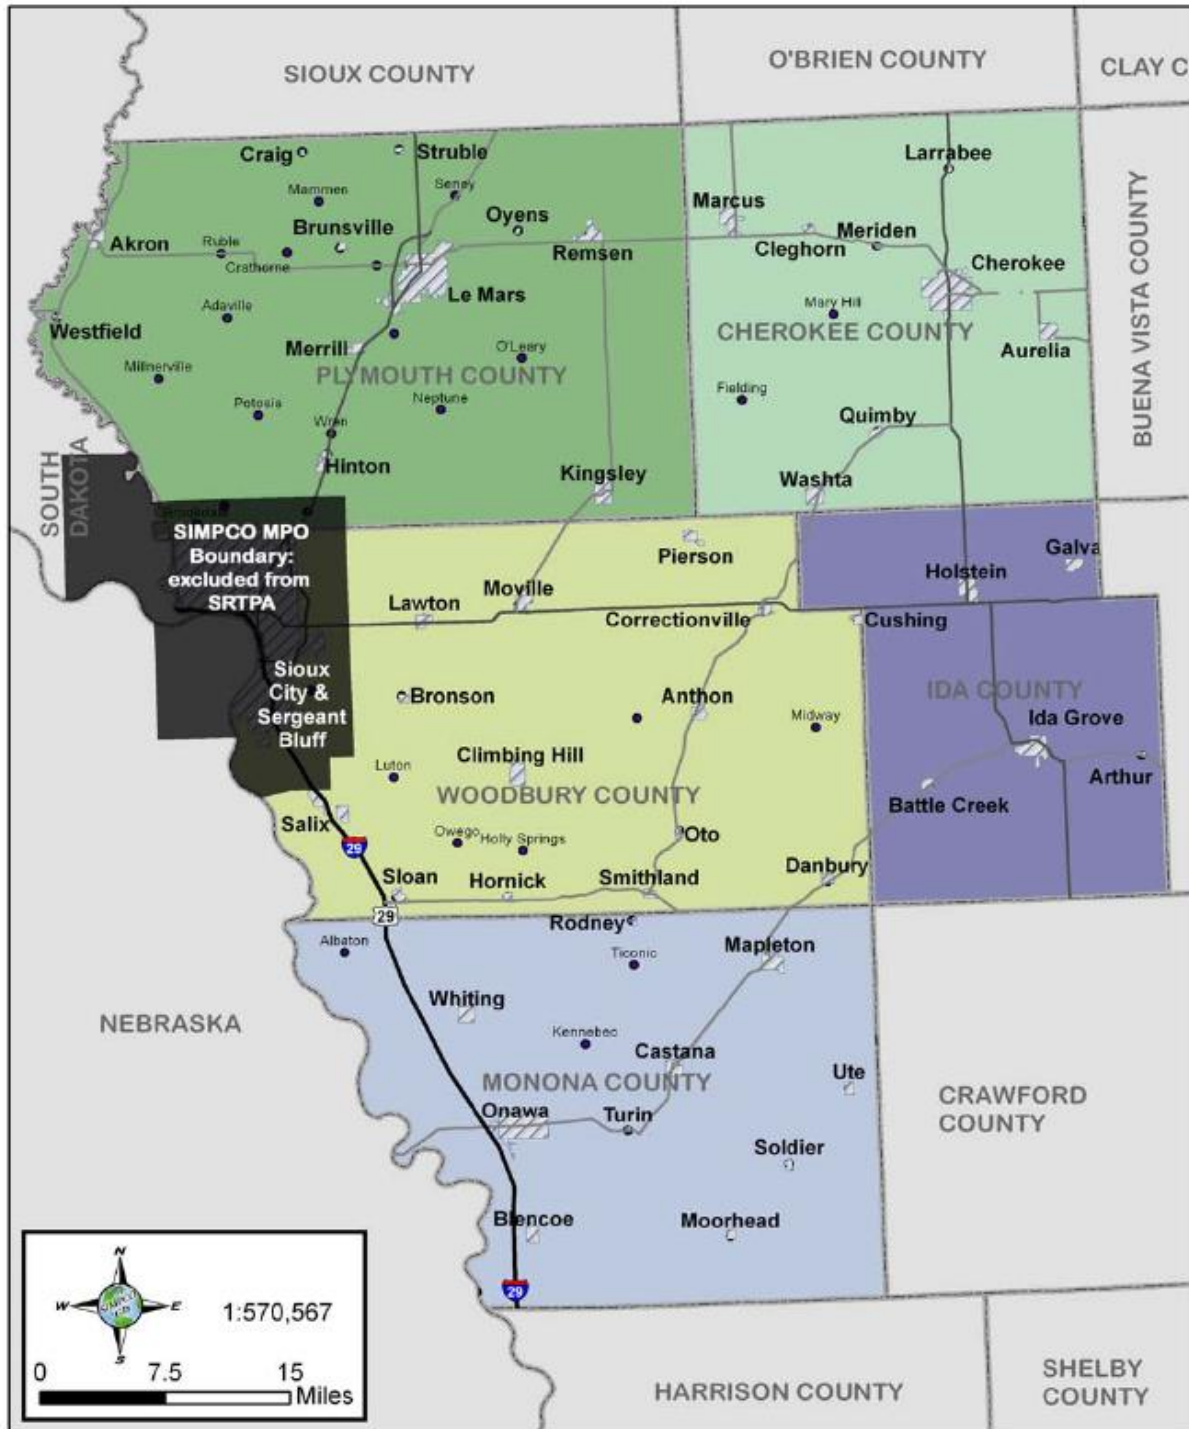 SIOUX COUNTY
O'BRIEN COUNTY
CLAY C
Craig
Struble
Larrabee
Mammen
Seney
Marcus
Oyens
Brunsville
Akron
Ruble
Remsen
Meriden
Cleghorn
Crathorne
Cherokee
Le Mars
Adaville
Mary Hill
Westfield
CHEROKEE COUNTY
BUENA VISTA COUNTY
Merrill
O'Leary
Aurelia
Millnerville
PLYMOUTH COUNTY
Fielding
Potosia
Neptune
Wren
Quimby
Hinton
Kingsley
Washta
SOUTH
DAKOTA
SIMPCO MPO
Boundary:
excluded from
SRTPA
Pierson
Galva
Holstein
Moville
Lawton
Correctionville
Cushing
Sioux
City &
Sergeant
Bluff
Bronson
Anthon
IDA COUNTY
Midway
Ida Grove
Climbing Hill
Luton
Arthur
WOODBURY COUNTY
Battle Creek
Salix
Owego
Holly Springs
Oto
29
Danbury
Sloan
Hornick
Smithland
29
Rodney
Albaton
Ticonic
Mapleton
Whiting
NEBRASKA
Kennebec
Castana
Ute
MONONA COUNTY
CRAWFORD
COUNTY
Onawa
Turin
Soldier
Blencoe
Moorhead
29
N
W
E
S
SIMPCO
1:570,567
0 7.5 15
Miles
HARRISON COUNTY
SHELBY
COUNTY